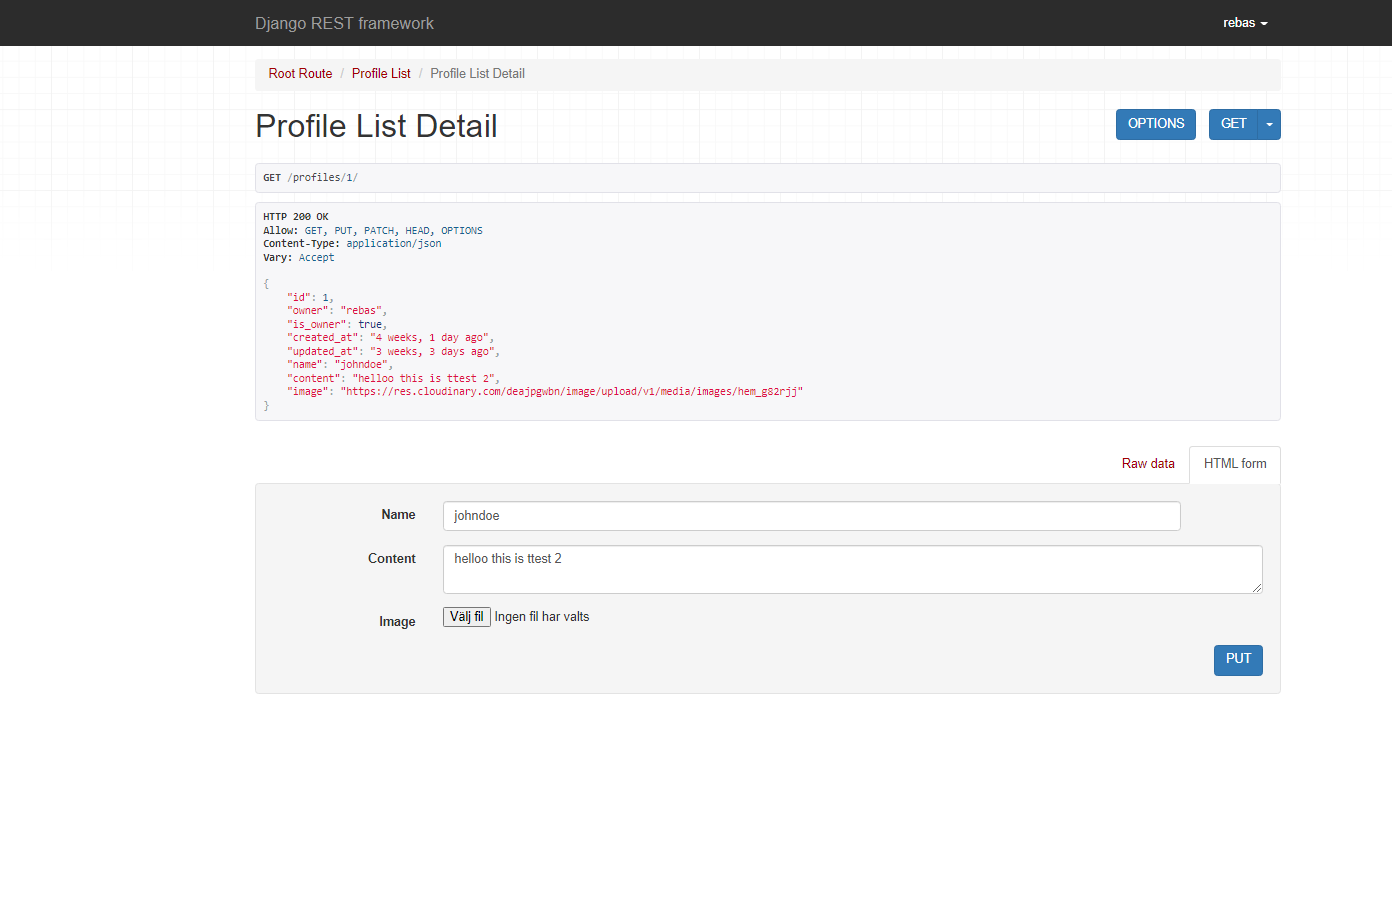 Django REST framework
rebas
Root Route / Profile List / Profile List Detail
Profile List Detail
OPTIONS
GET
GET /profiles/1/
HTTP 200 OK
Allow: GET, PUT, PATCH, HEAD, OPTIONS
Content-Type: application/json
Vary: Accept
{
"id": 1,
"owner": "rebas",
"is_owner": true,
"created_at": "4 weeks, 1 day ago",
"updated_at": "3 weeks, 3 days ago",
"name": "johndoe",
"content": "helloo this is ttest 2",
"image": "https://res.cloudinary.com/deajpgwbn/image/upload/v1/media/images/hem_g82rjj"
}
Raw data
HTML form
Name
johndoe
Content
helloo this is ttest 2
Image
Välj fil Ingen fil har valts
PUT